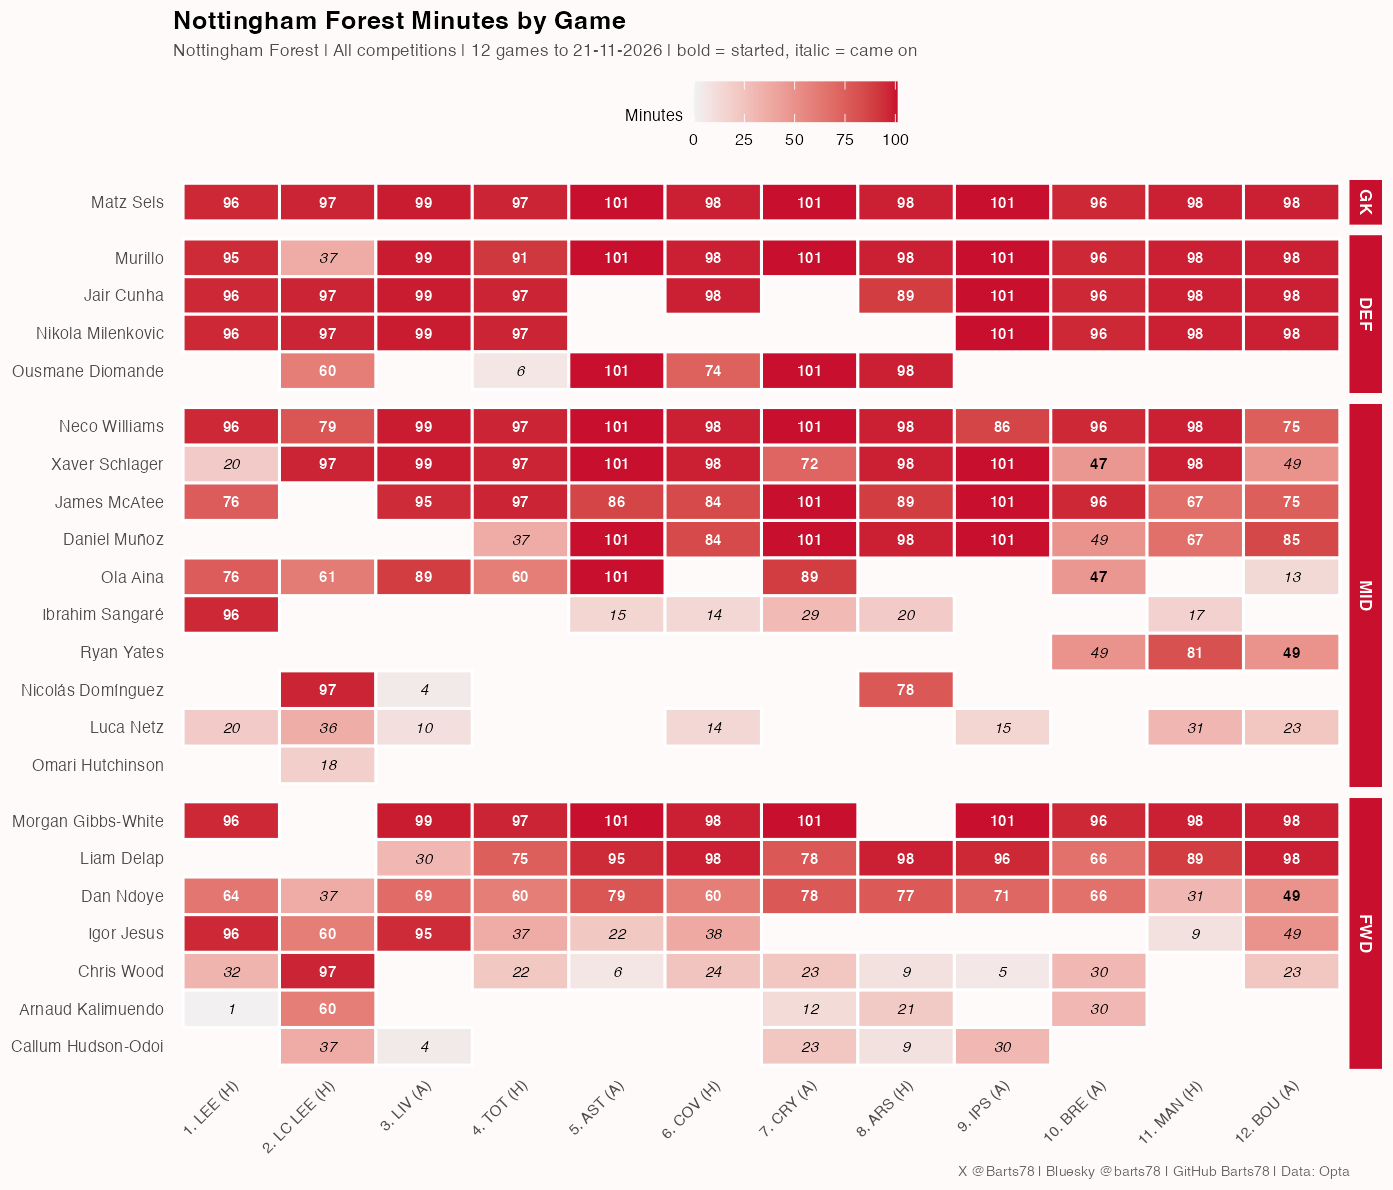 Nottingham Forest Minutes by Game
Nottingham Forest | All competitions | 12 games to 21-11-2026 | bold = started, italic = came on
Minutes
0 25 50 75 100
Matz Sels 96 97 99 97 101 98 101 98 101 96 98 98
GK
Murillo 95 37 99 91 101 98 101 98 101 96 98 98
Jair Cunha 96 97 99 97 98 89 101 96 98 98
Nikola Milenkovic 96 97 99 97 101 96 98 98
Ousmane Diomande 60 6 101 74 101 98
DEF
Neco Williams 96 79 99 97 101 98 101 98 86 96 98 75
Xaver Schlager 20 97 99 97 101 98 72 98 101 47 98 49
James McAtee 76 95 97 86 84 101 89 101 96 67 75
Daniel Muñoz 37 101 84 101 98 101 49 67 85
Ola Aina 76 61 89 60 101 89 47 13
Ibrahim Sangaré 96 15 14 29 20 17
Ryan Yates 49 81 49
Nicolás Domínguez 97 4 78
Luca Netz 20 36 10 14 15 31 23
Omari Hutchinson 18
MID
Morgan Gibbs-White 96 99 97 101 98 101 101 96 98 98
Liam Delap 30 75 95 98 78 98 96 66 89 98
Dan Ndoye 64 37 69 60 79 60 78 77 71 66 31 49
Igor Jesus 96 60 95 37 22 38 9 49
Chris Wood 32 97 22 6 24 23 9 5 30 23
Arnaud Kalimuendo 1 60 12 21 30
Callum Hudson-Odoi 37 4 23 9 30
FWD
1. LEE (H) 2. LC LEE (H) 3. LIV (A) 4. TOT (H) 5. AST (A) 6. COV (H) 7. CRY (A) 8. ARS (H) 9. IPS (A) 10. BRE (A) 11. MAN (H) 12. BOU (A)
X @Barts78 | Bluesky @barts78 | GitHub Barts78 | Data: Opta